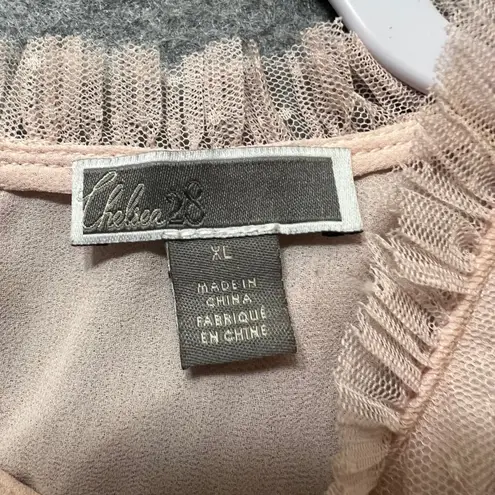 Chelsea28
XL
MADE IN
CHINA
FABRIQUÉ
EN CHINE